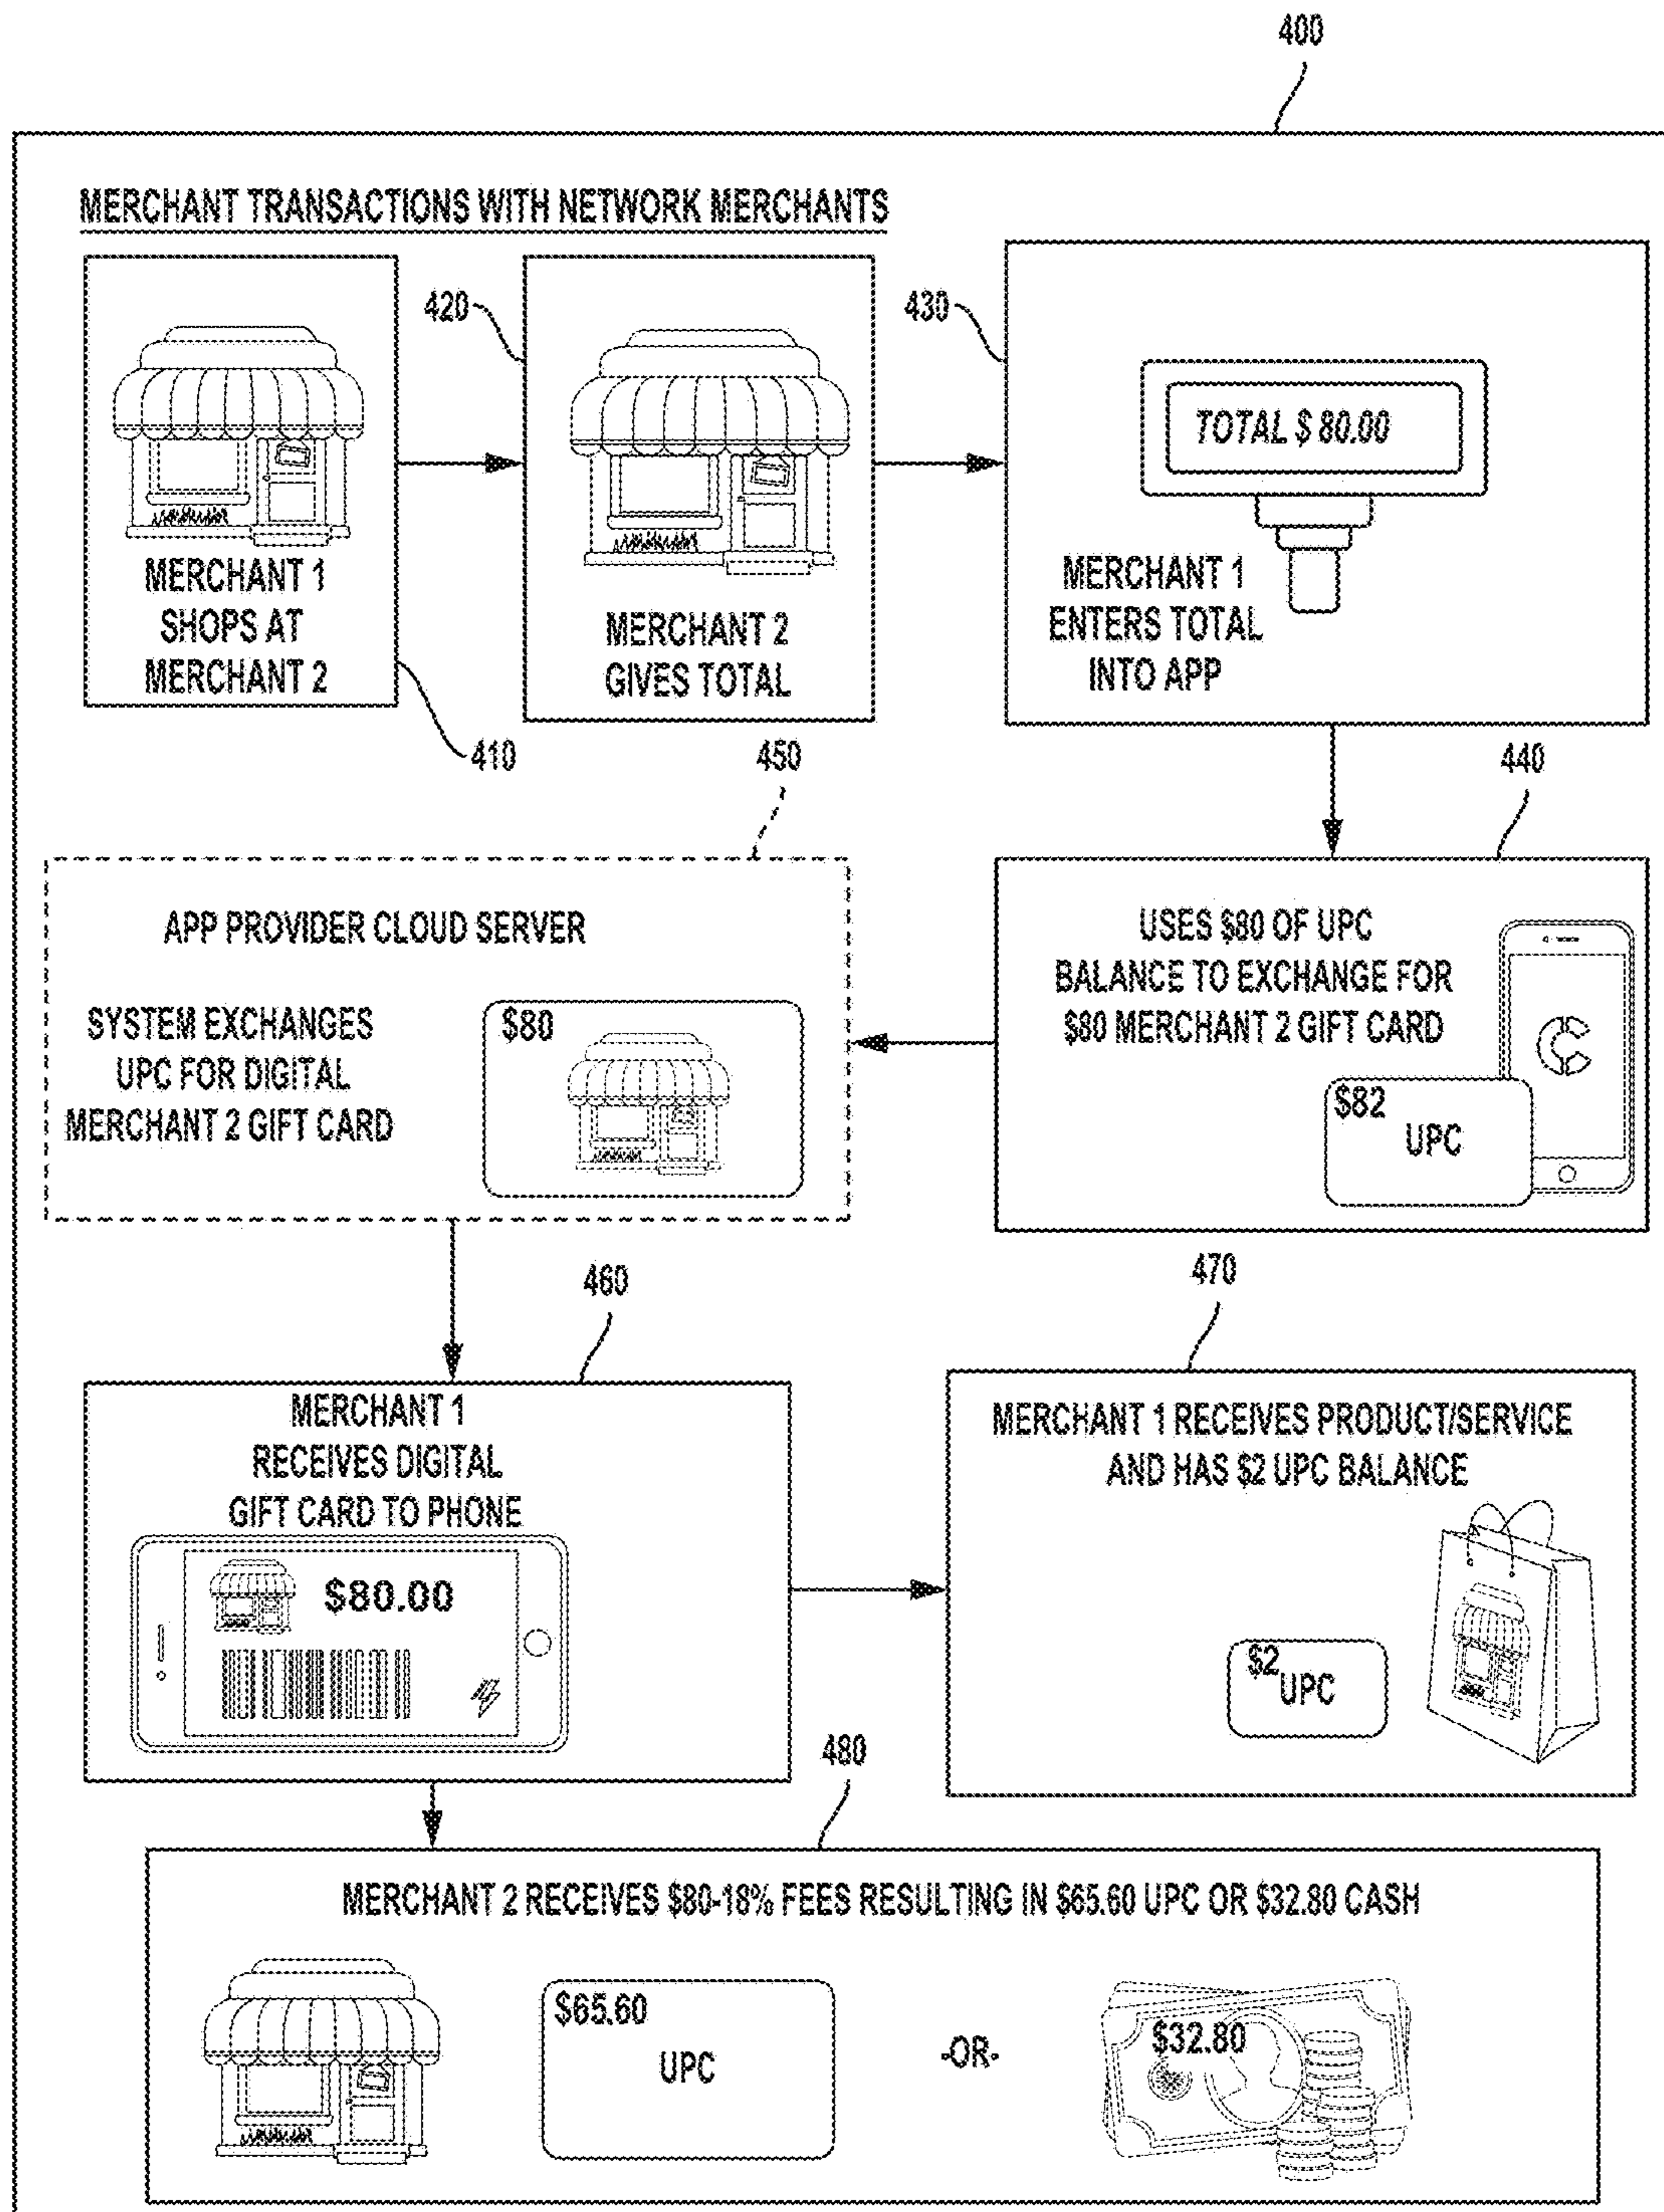 400
MERCHANT TRANSACTIONS WITH NETWORK MERCHANTS
MERCHANT 1
SHOPS AT
MERCHANT 2
410
420
MERCHANT 2
GIVES TOTAL
430
TOTAL $ 80.00
MERCHANT 1
ENTERS TOTAL
INTO APP
440
USES $80 OF UPC
BALANCE TO EXCHANGE FOR
$80 MERCHANT 2 GIFT CARD
$82
UPC
450
APP PROVIDER CLOUD SERVER
SYSTEM EXCHANGES
UPC FOR DIGITAL
MERCHANT 2 GIFT CARD
$80
460
MERCHANT 1
RECEIVES DIGITAL
GIFT CARD TO PHONE
$80.00
470
MERCHANT 1 RECEIVES PRODUCT/SERVICE
AND HAS $2 UPC BALANCE
$2
UPC
480
MERCHANT 2 RECEIVES $80-18% FEES RESULTING IN $65.60 UPC OR $32.80 CASH
$65.60
UPC
-OR-
$32.80